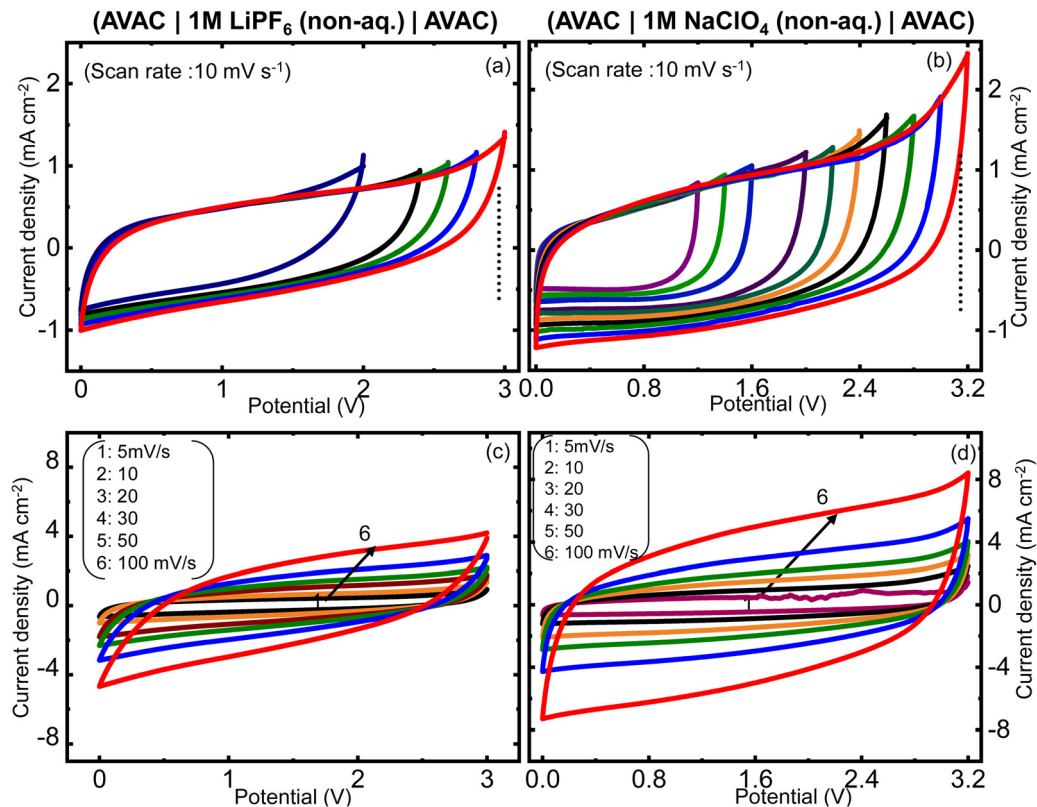 (AVAC | 1M LiPF6 (non-aq.) | AVAC)
(AVAC | 1M NaClO4 (non-aq.) | AVAC)
(Scan rate :10 mV s-1)
(a)
Current density (mA cm-2)
2
1
0
-1
0
1
2
3
Potential (V)
(Scan rate :10 mV s-1)
(b)
Current density (mA cm-2)
2
1
0
-1
0.0
0.8
1.6
2.4
3.2
Potential (V)
1: 5mV/s
2: 10
3: 20
4: 30
5: 50
6: 100 mV/s
(c)
6
1
Current density (mA cm-2)
8
4
0
-4
-8
0
1
2
3
Potential (V)
1: 5mV/s
2: 10
3: 20
4: 30
5: 50
6: 100 mV/s
(d)
6
1
Current density (mA cm-2)
8
4
0
-4
-8
0.0
0.8
1.6
2.4
3.2
Potential (V)